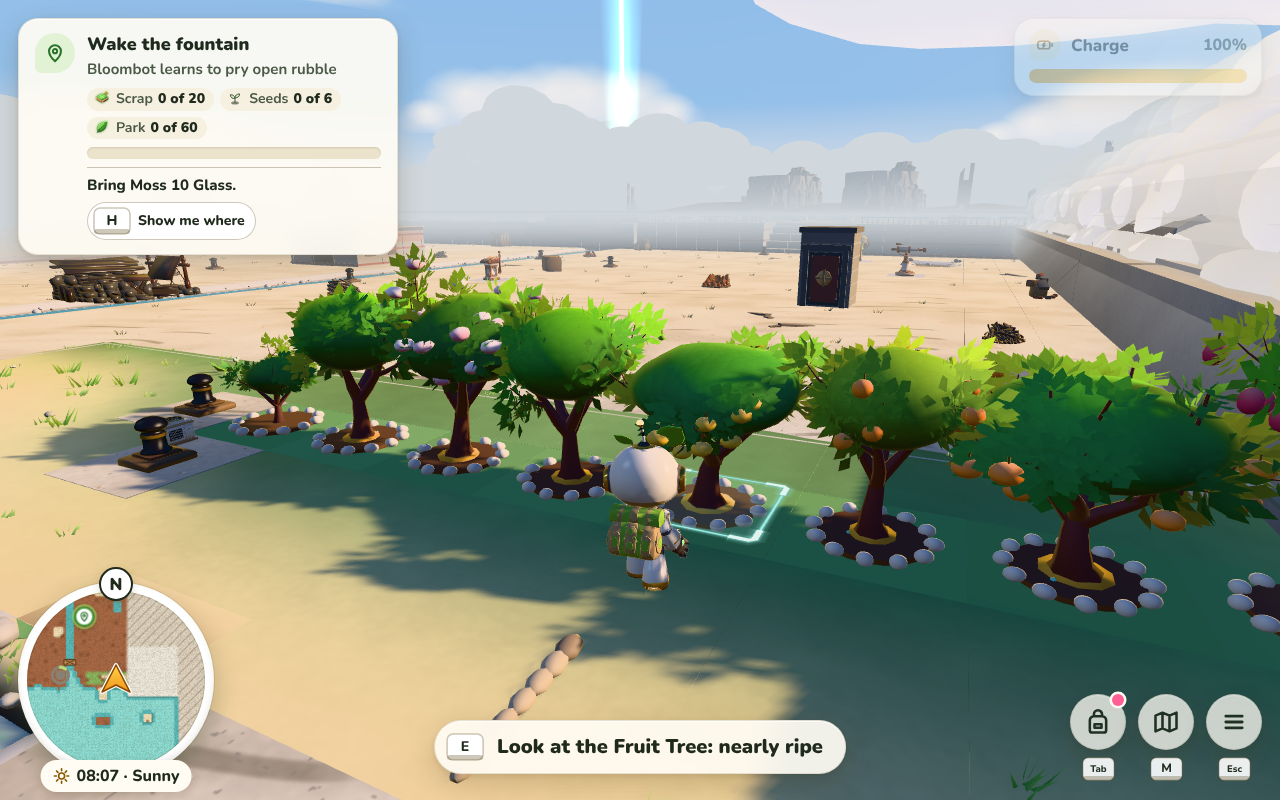 Wake the fountain
Bloombot learns to pry open rubble
Scrap 0 of 20 Seeds 0 of 6
Park 0 of 60
Bring Moss 10 Glass.
H Show me where
Charge 100%
N
08:07 · Sunny
E Look at the Fruit Tree: nearly ripe
Tab M Esc